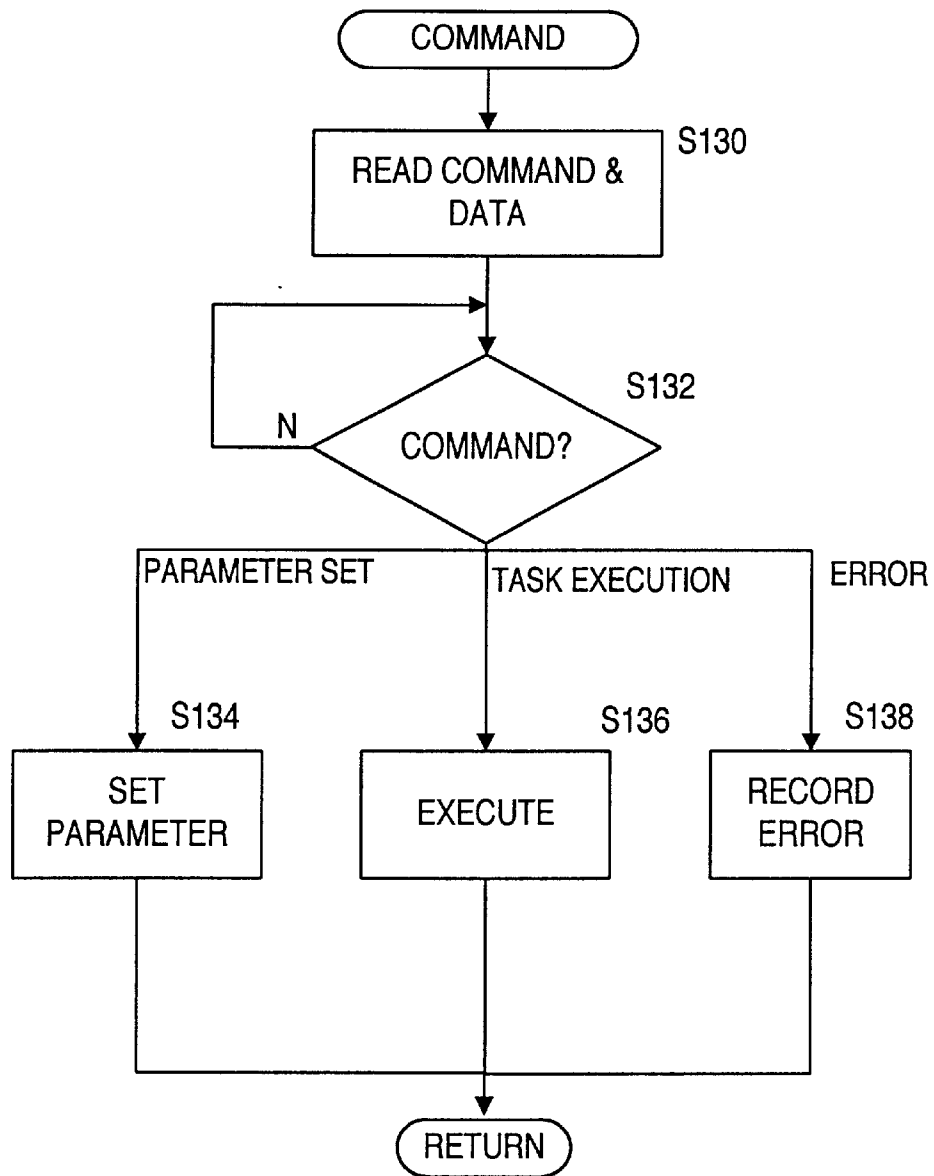 COMMAND
S130
READ COMMAND &
DATA
S132
N
COMMAND?
PARAMETER SET
TASK EXECUTION
ERROR
S134
S136
S138
SET
PARAMETER
EXECUTE
RECORD
ERROR
RETURN